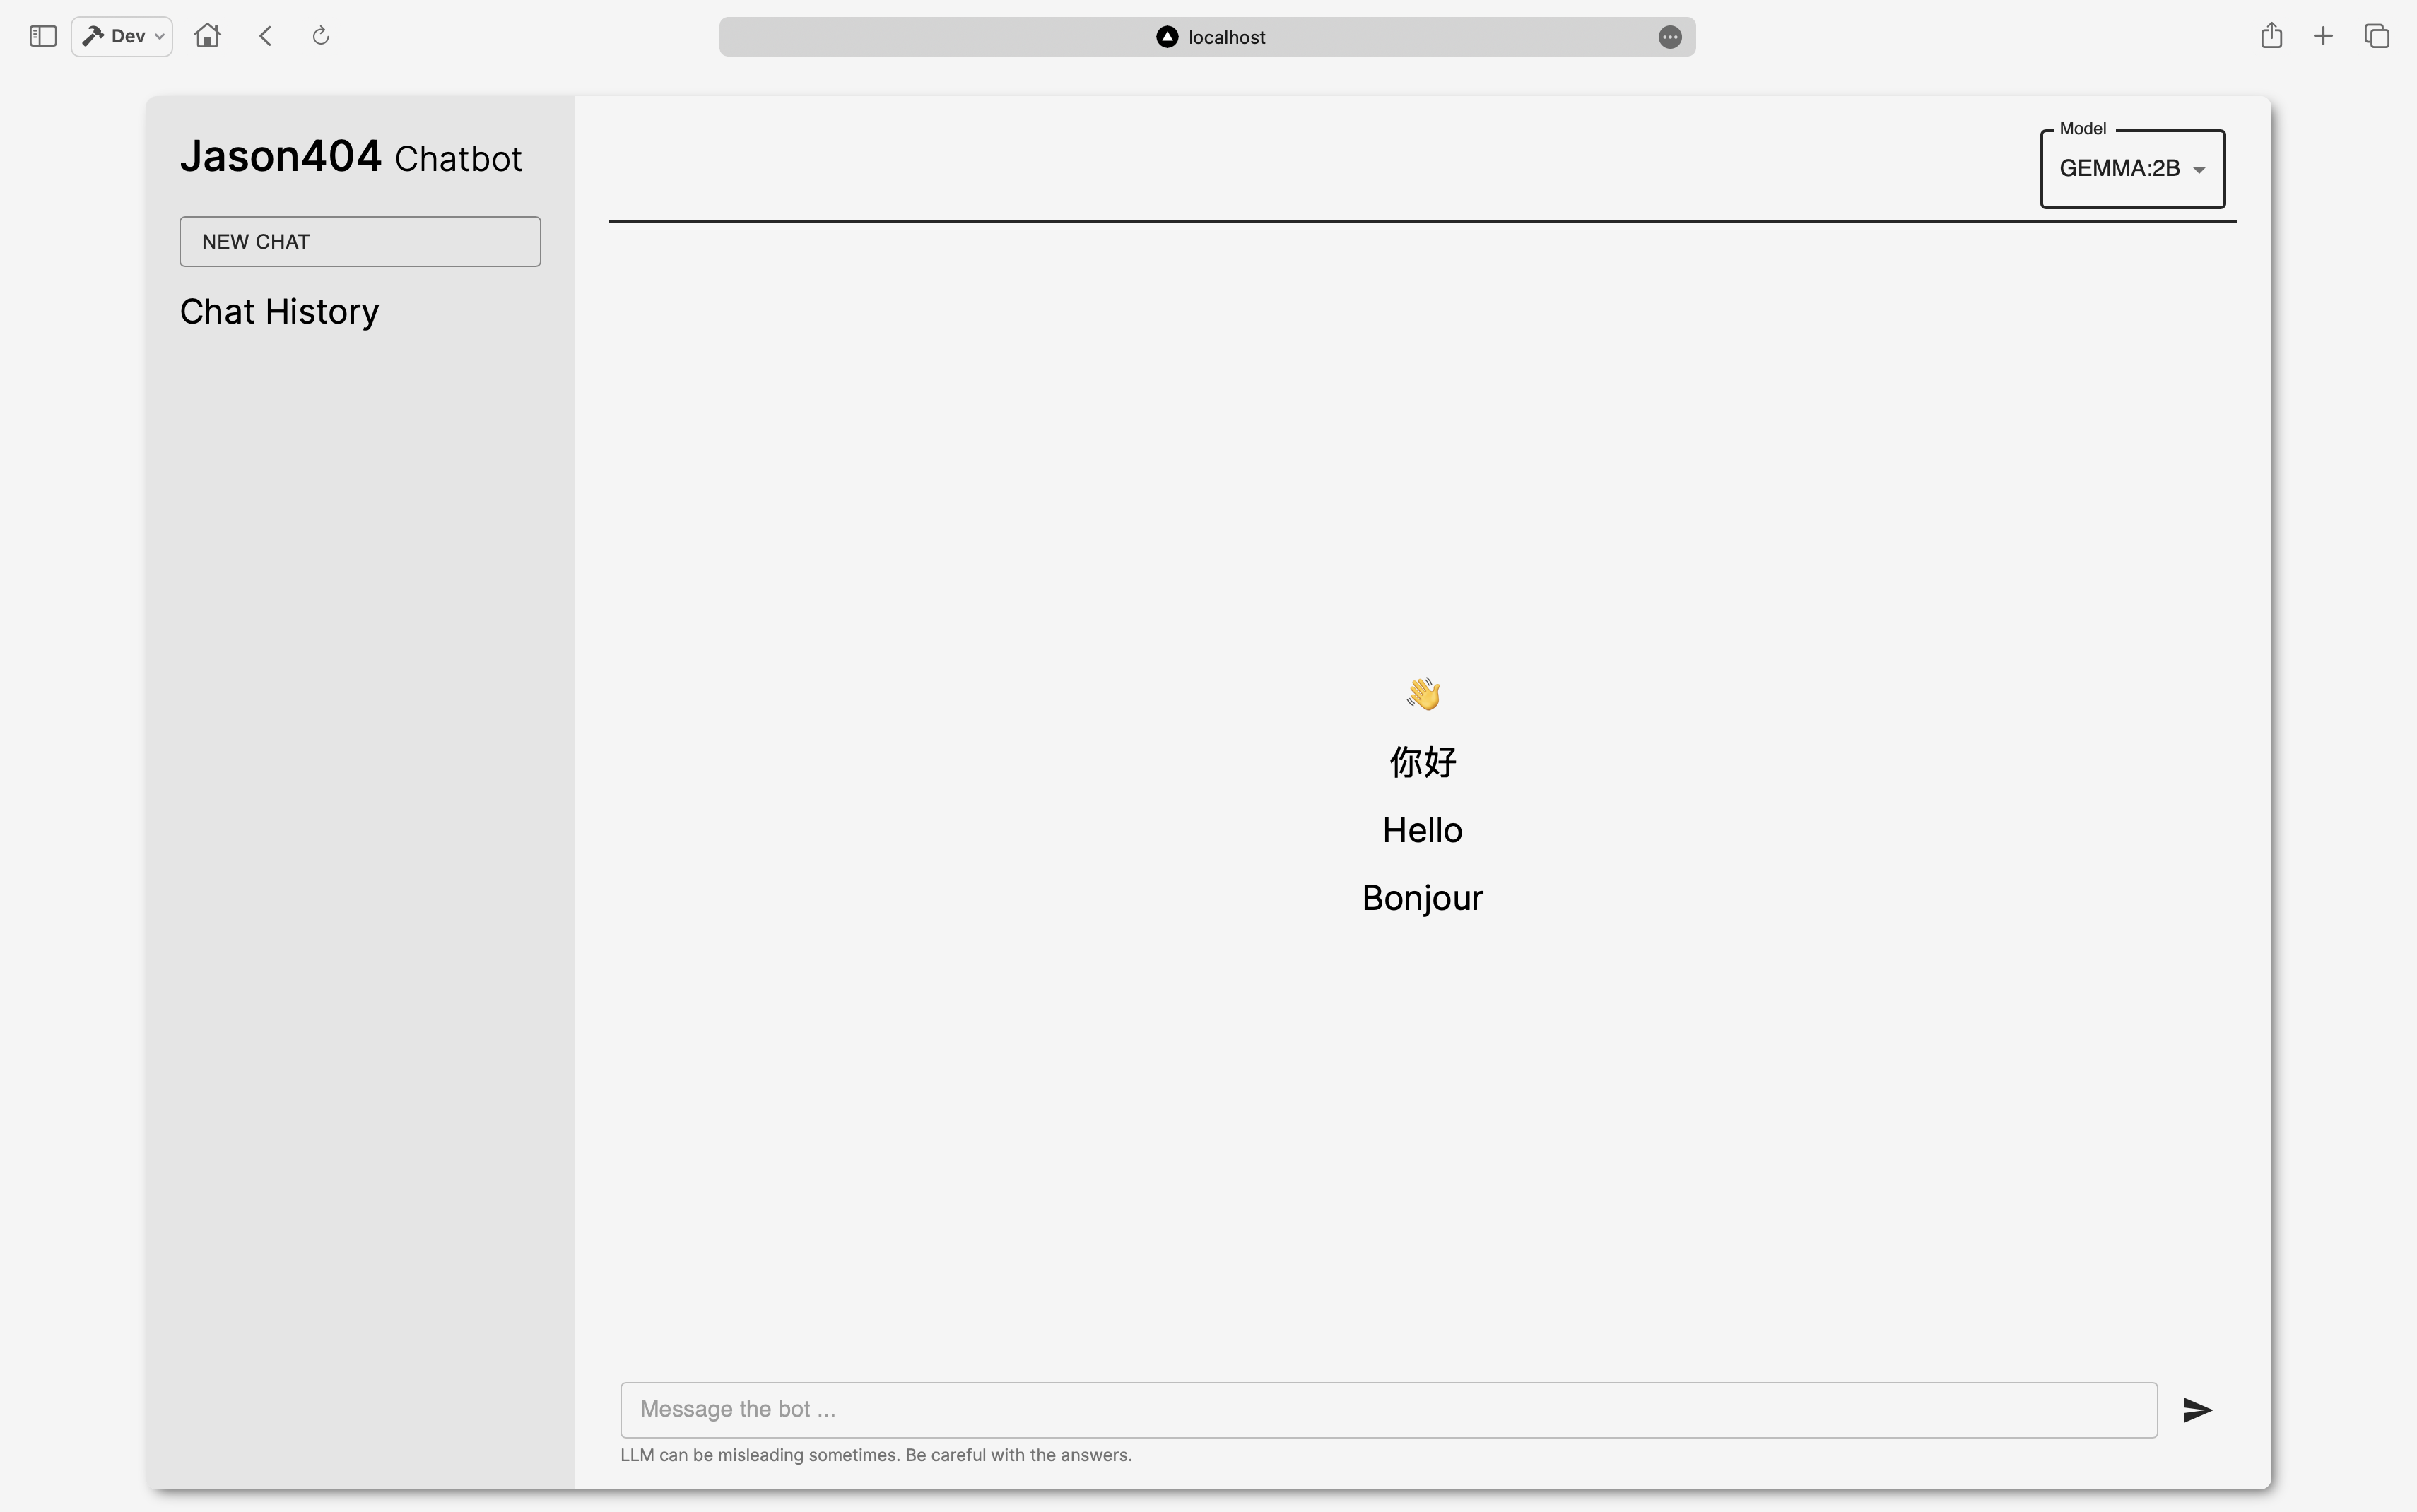 Dev
localhost
Jason404 Chatbot
NEW CHAT
Chat History
Model
GEMMA:2B
👋
你好
Hello
Bonjour
Message the bot ...
LLM can be misleading sometimes. Be careful with the answers.